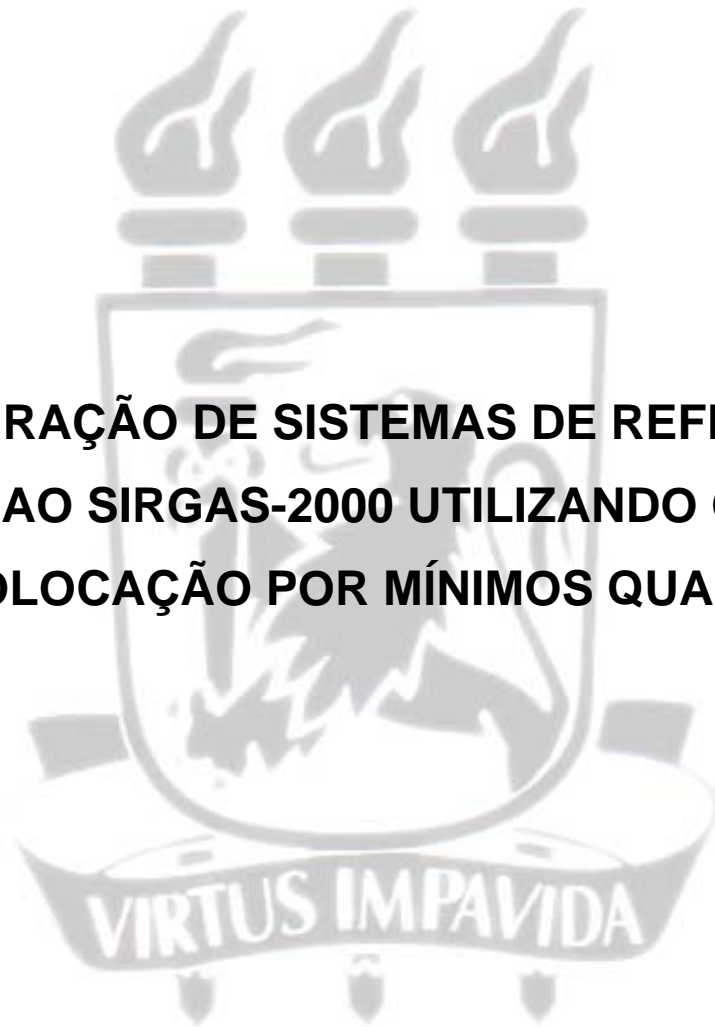 RAÇÃO DE SISTEMAS DE REF
AO SIRGAS-2000 UTILIZANDO
OLOCAÇÃO POR MÍNIMOS QUA
VIRTUS IMPAVIDA